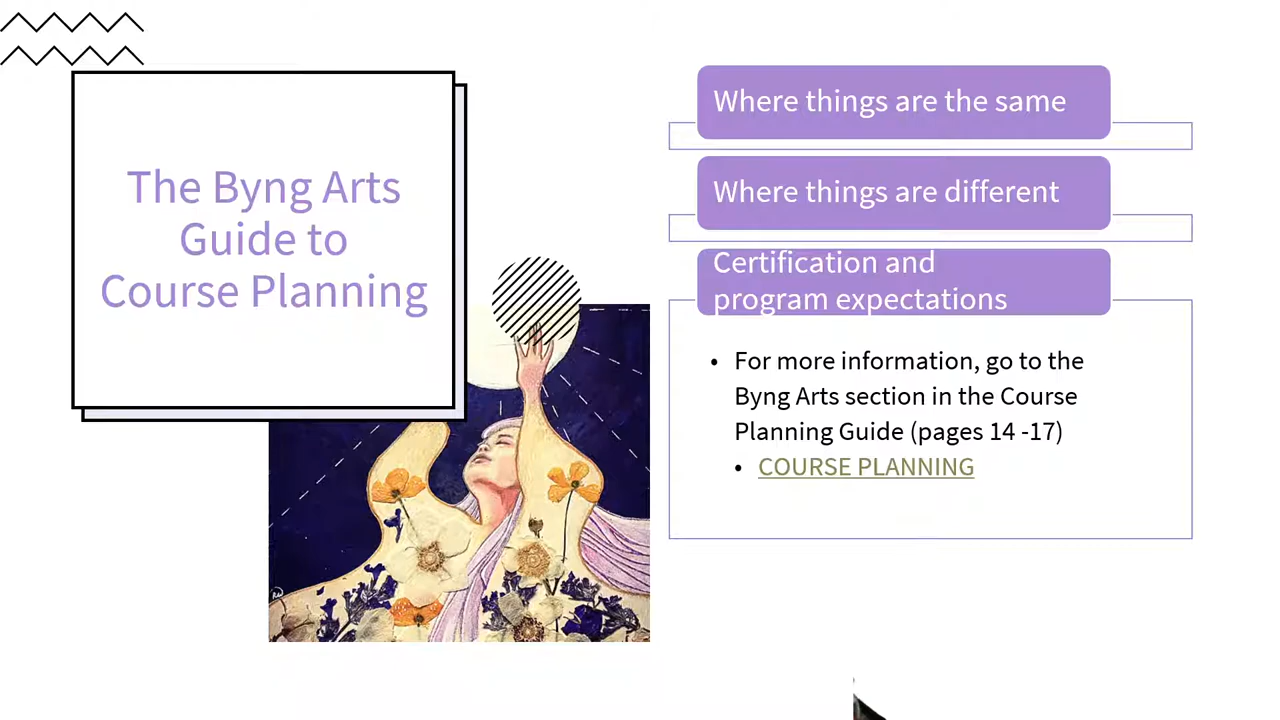 The Byng Arts
Guide to
Course Planning
Where things are the same
Where things are different
Certification and
program expectations
• For more information, go to the
Byng Arts section in the Course
Planning Guide (pages 14 -17)
• COURSE PLANNING